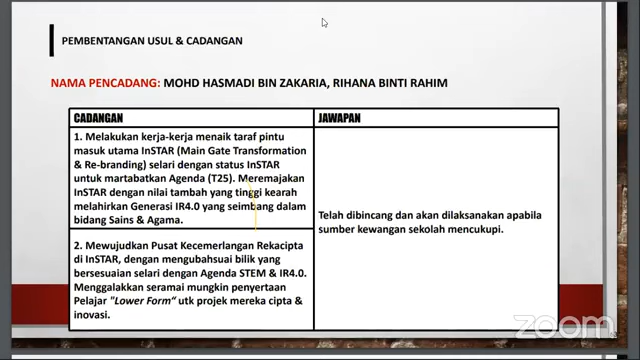 PEMBENTANGAN USUL & CADANGAN
NAMA PENCADANG: MOHD HASMADI BIN ZAKARIA, RIHANA BINTI RAHIM
CADANGAN
JAWAPAN
1. Melakukan kerja-kerja menaik taraf pintu
masuk utama InSTAR (Main Gate Transformation
& Re-branding) selari dengan status InSTAR
untuk martabatkan Agenda (T25). Meremajakan
InSTAR dengan nilai tambah yang tinggi kearah
melahirkan Generasi IR4.0 yang seimbang dalam
bidang Sains & Agama.
Telah dibincang dan akan dilaksanakan apabila
sumber kewangan sekolah mencukupi.
2. Mewujudkan Pusat Kecemerlangan Rekacipta
di InSTAR, dengan mengubahsuai bilik yang
bersesuaian selari dengan Agenda STEM & IR4.0.
Menggalakkan seramai mungkin penyertaan
Pelajar "Lower Form“ utk projek mereka cipta &
inovasi.
zoom